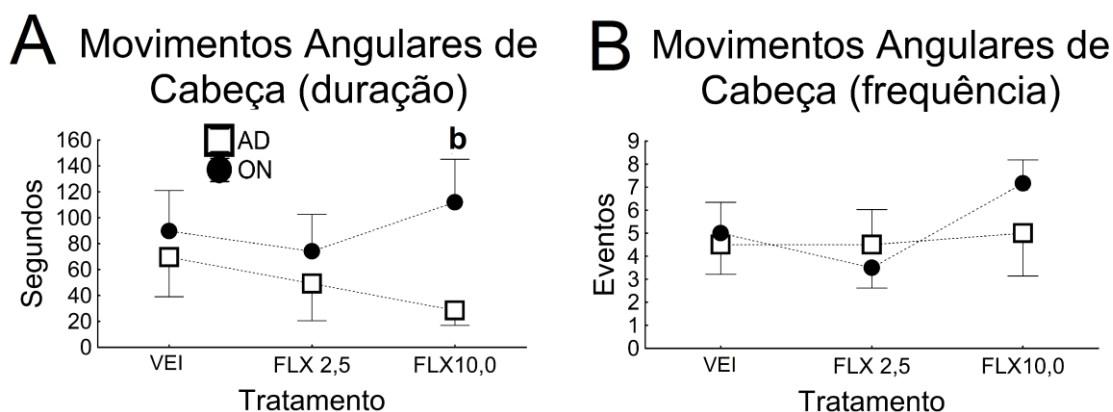 A Movimentos Angulares de
Cabeça (duração)
160
140
120
100
80
60
40
20
0
Segundos
AD
ON
b
VEI FLX 2,5 FLX10,0
Tratamento
B Movimentos Angulares de
Cabeça (frequência)
9
8
7
6
5
4
3
2
1
0
Eventos
VEI FLX 2,5 FLX10,0
Tratamento